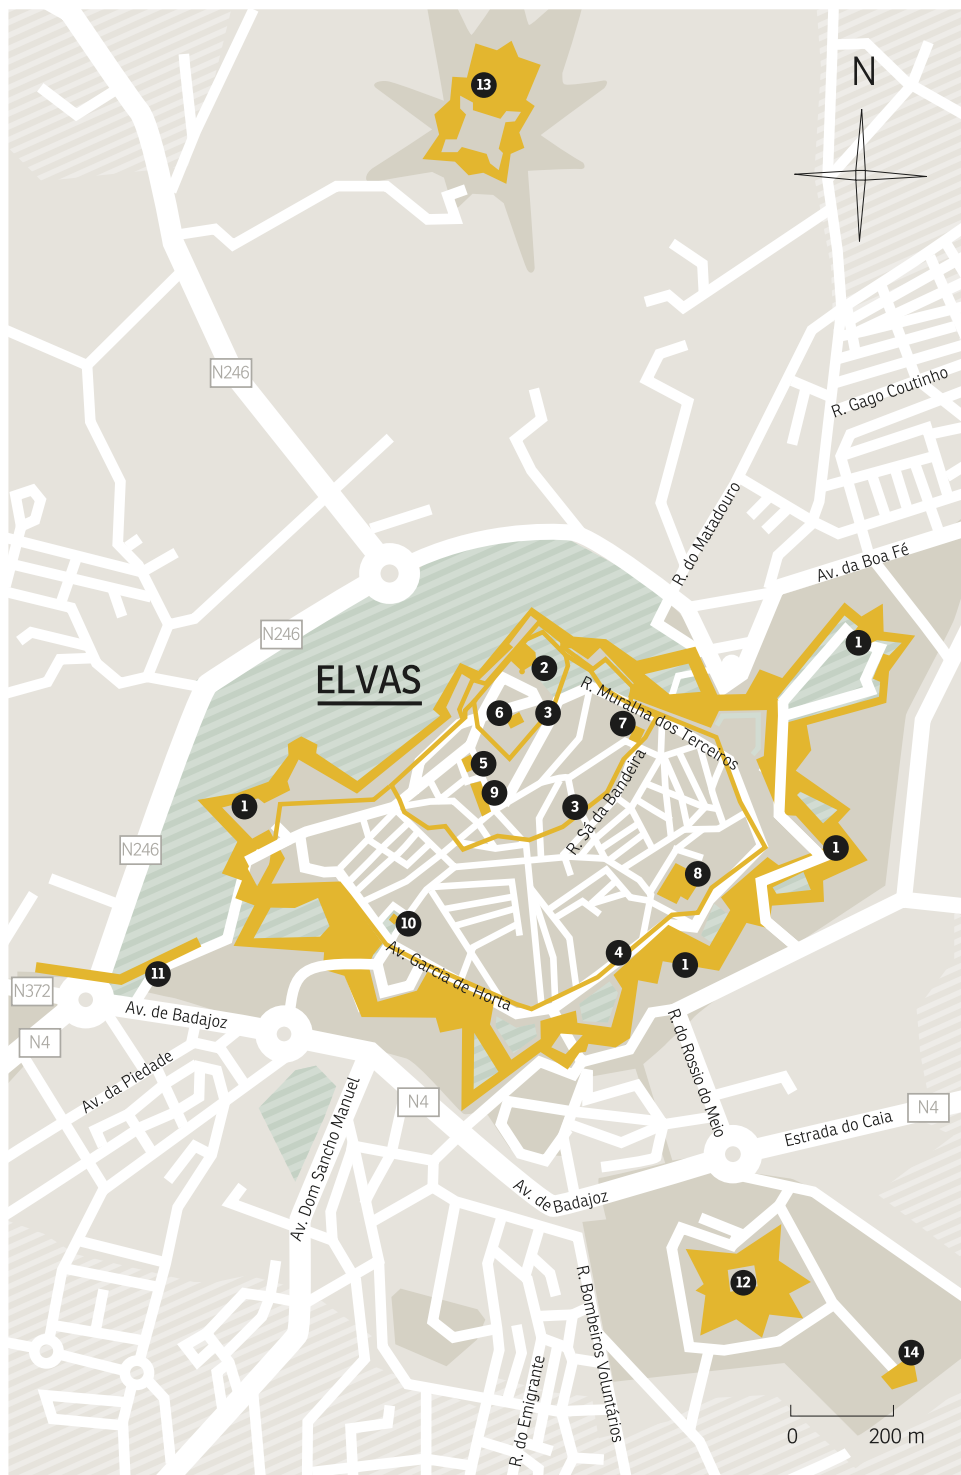 13
N
N246
R. Gago Coutinho
R. do Matadouro
Av. da Boa Fé
N246
ELVAS
1
2
R. Muralha dos Terceiros
6
3
7
5
9
1
3
R. Sá da Bandeira
N246
1
8
10
Av. Garcia de Horta
4
1
11
N372
Av. de Badajoz
N4
R. do Rossio do Meio
Av. da Piedade
N4
N4
Estrada do Caia
Av. Dom Sancho Manuel
Av. de Badajoz
12
R. Bombeiros Voluntários
14
R. do Emigrante
0 200 m